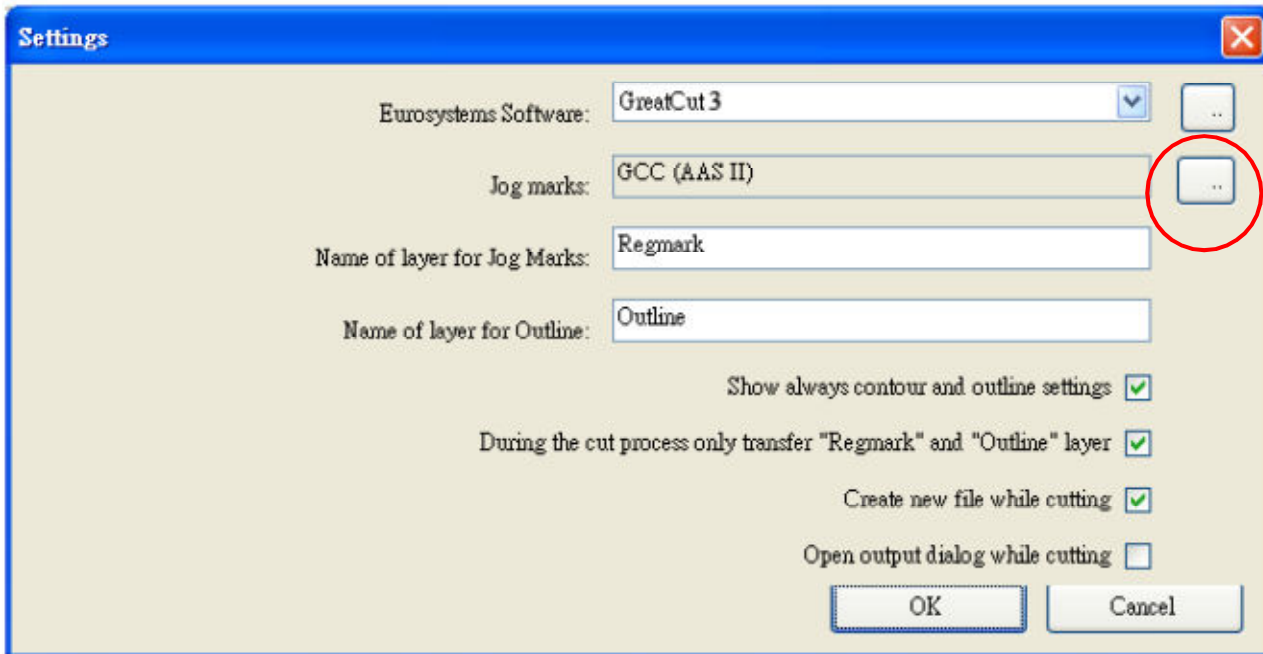 Settings
Eurosystems Software: GreatCut 3 ..
Jog marks: GCC (AAS II) ..
Name of layer for Jog Marks: Regmark
Name of layer for Outline: Outline
Show always contour and outline settings
During the cut process only transfer "Regmark" and "Outline" layer
Create new file while cutting
Open output dialog while cutting
OK Cancel